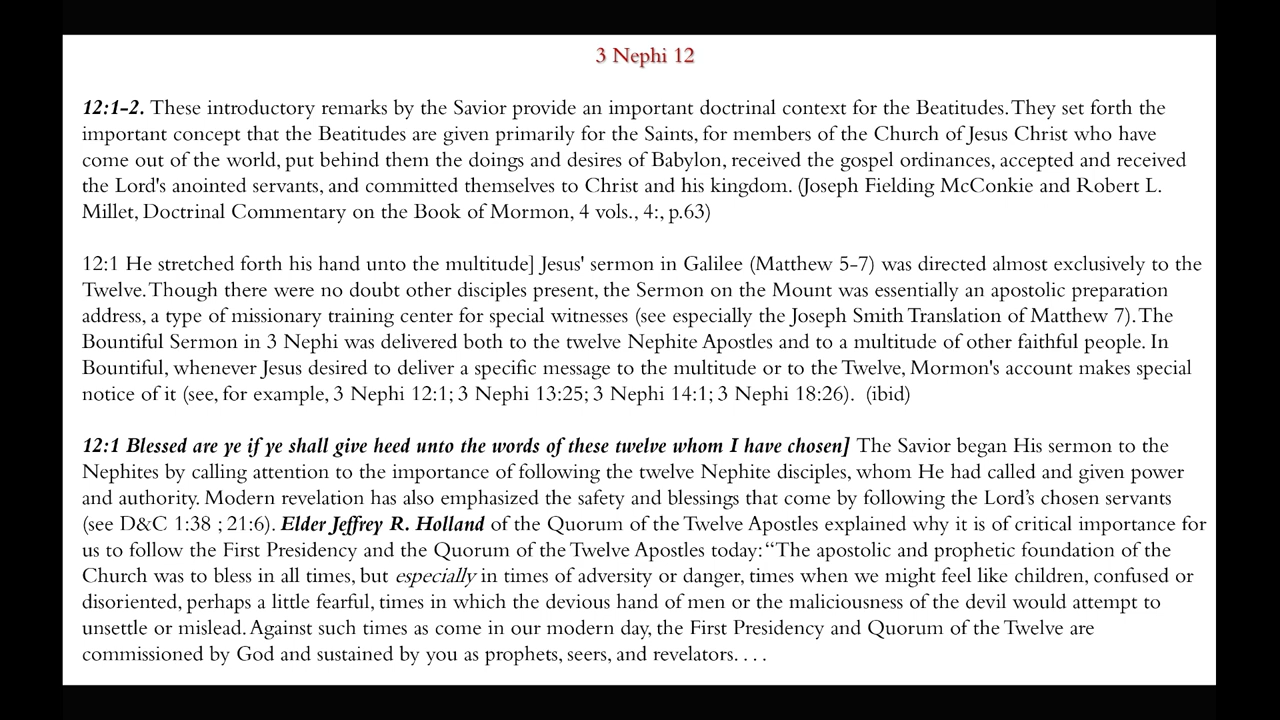 3 Nephi 12
12:1-2. These introductory remarks by the Savior provide an important doctrinal context for the Beatitudes. They set forth the
important concept that the Beatitudes are given primarily for the Saints, for members of the Church of Jesus Christ who have
come out of the world, put behind them the doings and desires of Babylon, received the gospel ordinances, accepted and received
the Lord's anointed servants, and committed themselves to Christ and his kingdom. (Joseph Fielding McConkie and Robert L.
Millet, Doctrinal Commentary on the Book of Mormon, 4 vols., 4:, p.63)
12:1 He stretched forth his hand unto the multitude] Jesus' sermon in Galilee (Matthew 5-7) was directed almost exclusively to the
Twelve. Though there were no doubt other disciples present, the Sermon on the Mount was essentially an apostolic preparation
address, a type of missionary training center for special witnesses (see especially the Joseph Smith Translation of Matthew 7). The
Bountiful Sermon in 3 Nephi was delivered both to the twelve Nephite Apostles and to a multitude of other faithful people. In
Bountiful, whenever Jesus desired to deliver a specific message to the multitude or to the Twelve, Mormon's account makes special
notice of it (see, for example, 3 Nephi 12:1; 3 Nephi 13:25; 3 Nephi 14:1; 3 Nephi 18:26). (ibid)
12:1 Blessed are ye if ye shall give heed unto the words of these twelve whom I have chosen] The Savior began His sermon to the
Nephites by calling attention to the importance of following the twelve Nephite disciples, whom He had called and given power
and authority. Modern revelation has also emphasized the safety and blessings that come by following the Lord’s chosen servants
(see D&C 1:38 ; 21:6). Elder Jeffrey R. Holland of the Quorum of the Twelve Apostles explained why it is of critical importance for
us to follow the First Presidency and the Quorum of the Twelve Apostles today: “The apostolic and prophetic foundation of the
Church was to bless in all times, but especially in times of adversity or danger, times when we might feel like children, confused or
disoriented, perhaps a little fearful, times in which the devious hand of men or the maliciousness of the devil would attempt to
unsettle or mislead. Against such times as come in our modern day, the First Presidency and Quorum of the Twelve are
commissioned by God and sustained by you as prophets, seers, and revelators. . . .